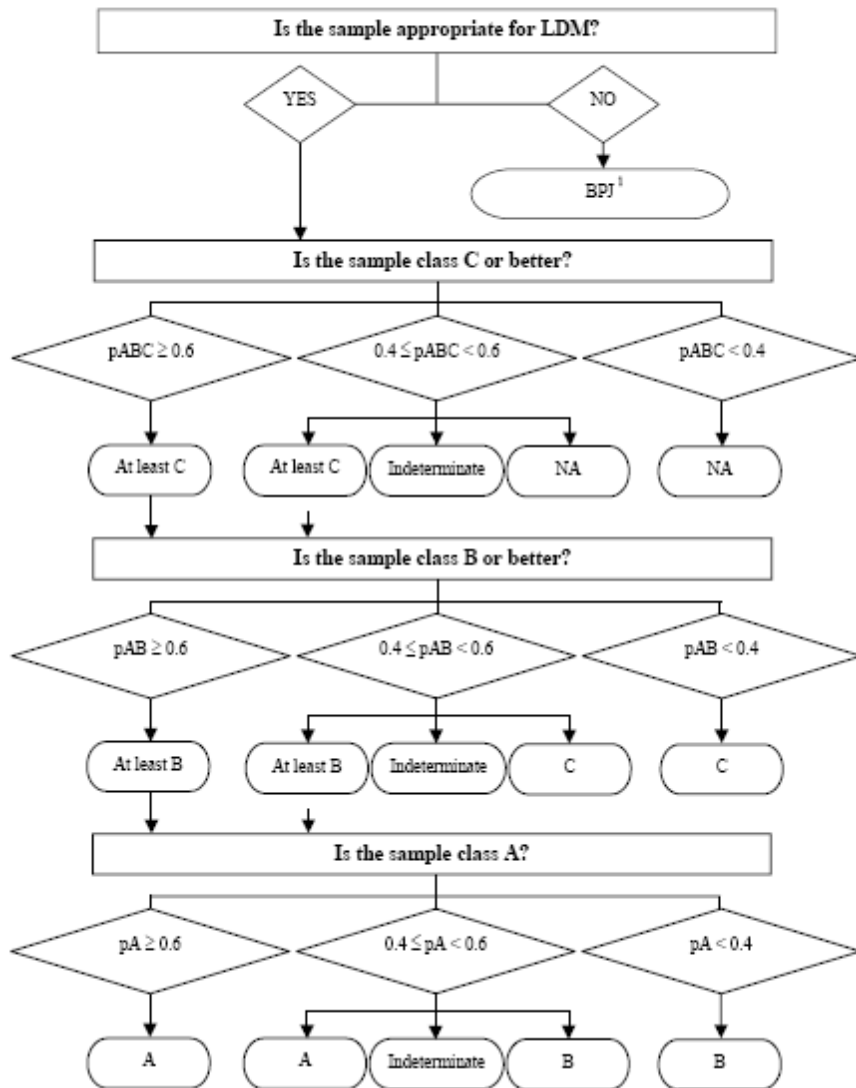 Is the sample appropriate for LDM?
YES
NO
BPJ 1
Is the sample class C or better?
pABC ≥ 0.6
0.4 ≤ pABC < 0.6
pABC < 0.4
At least C
At least C
Indeterminate
NA
NA
Is the sample class B or better?
pAB ≥ 0.6
0.4 ≤ pAB < 0.6
pAB < 0.4
At least B
At least B
Indeterminate
C
C
Is the sample class A?
pA ≥ 0.6
0.4 ≤ pA < 0.6
pA < 0.4
A
A
Indeterminate
B
B